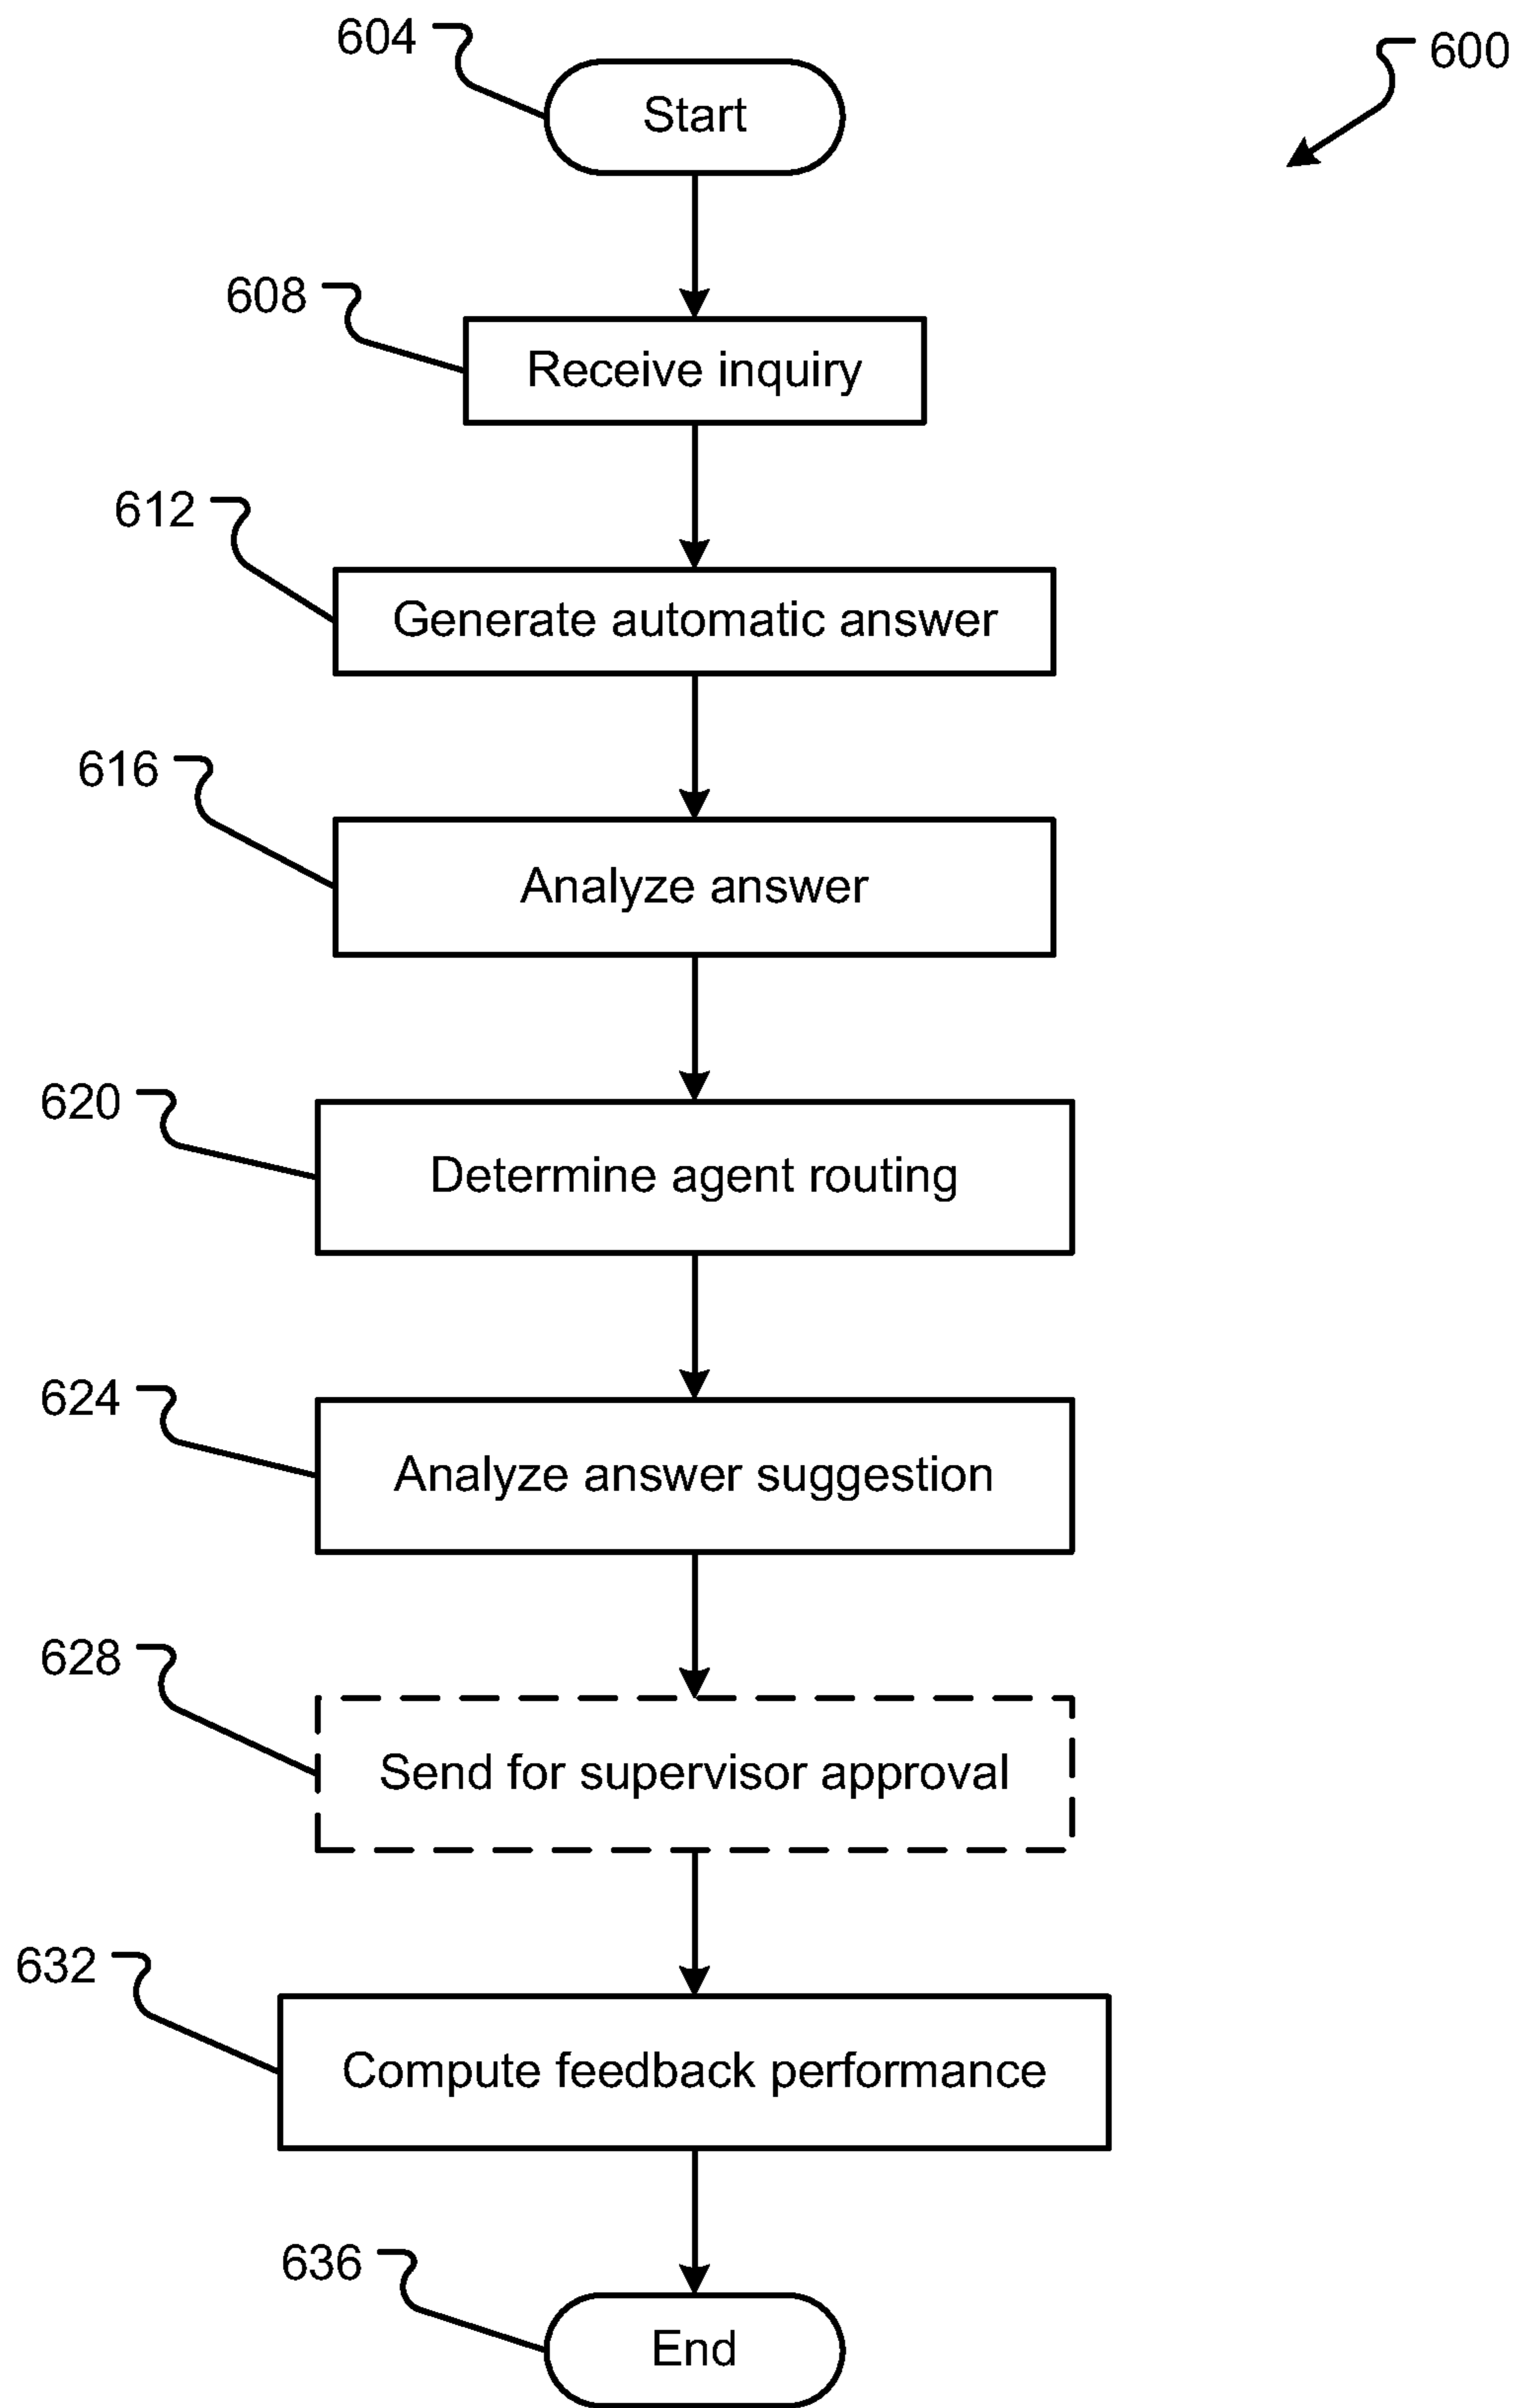 604
600
Start
608
Receive inquiry
612
Generate automatic answer
616
Analyze answer
620
Determine agent routing
624
Analyze answer suggestion
628
Send for supervisor approval
632
Compute feedback performance
636
End